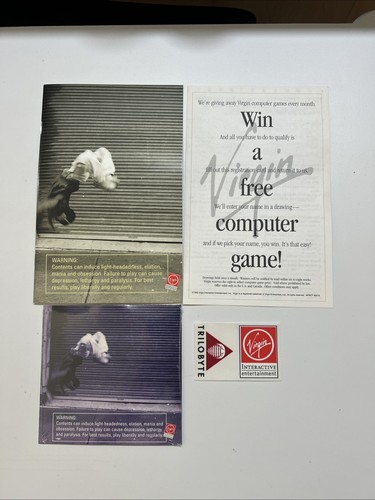 WARNING:
Contents can induce light-headedness, elation,
mania and obsession. Failure to play can cause
depression, lethargy and paralysis. For best
results, play liberally and regularly.
Virgin
We're giving away Virgin computer games every month.
Win
And all you have to do to qualify is
a
fill out this registration card and return it to us.
Virgin
free
We'll enter your name in a drawing—
computer
and if we pick your name, you win. It's that easy!
game!
WARNING:
Contents can induce light-headedness, elation, mania and
obsession. Failure to play can cause depression, lethargy
and paralysis. For best results, play liberally and regularly.
Virgin
TRILOBYTE
Virgin
INTERACTIVE
entertainment